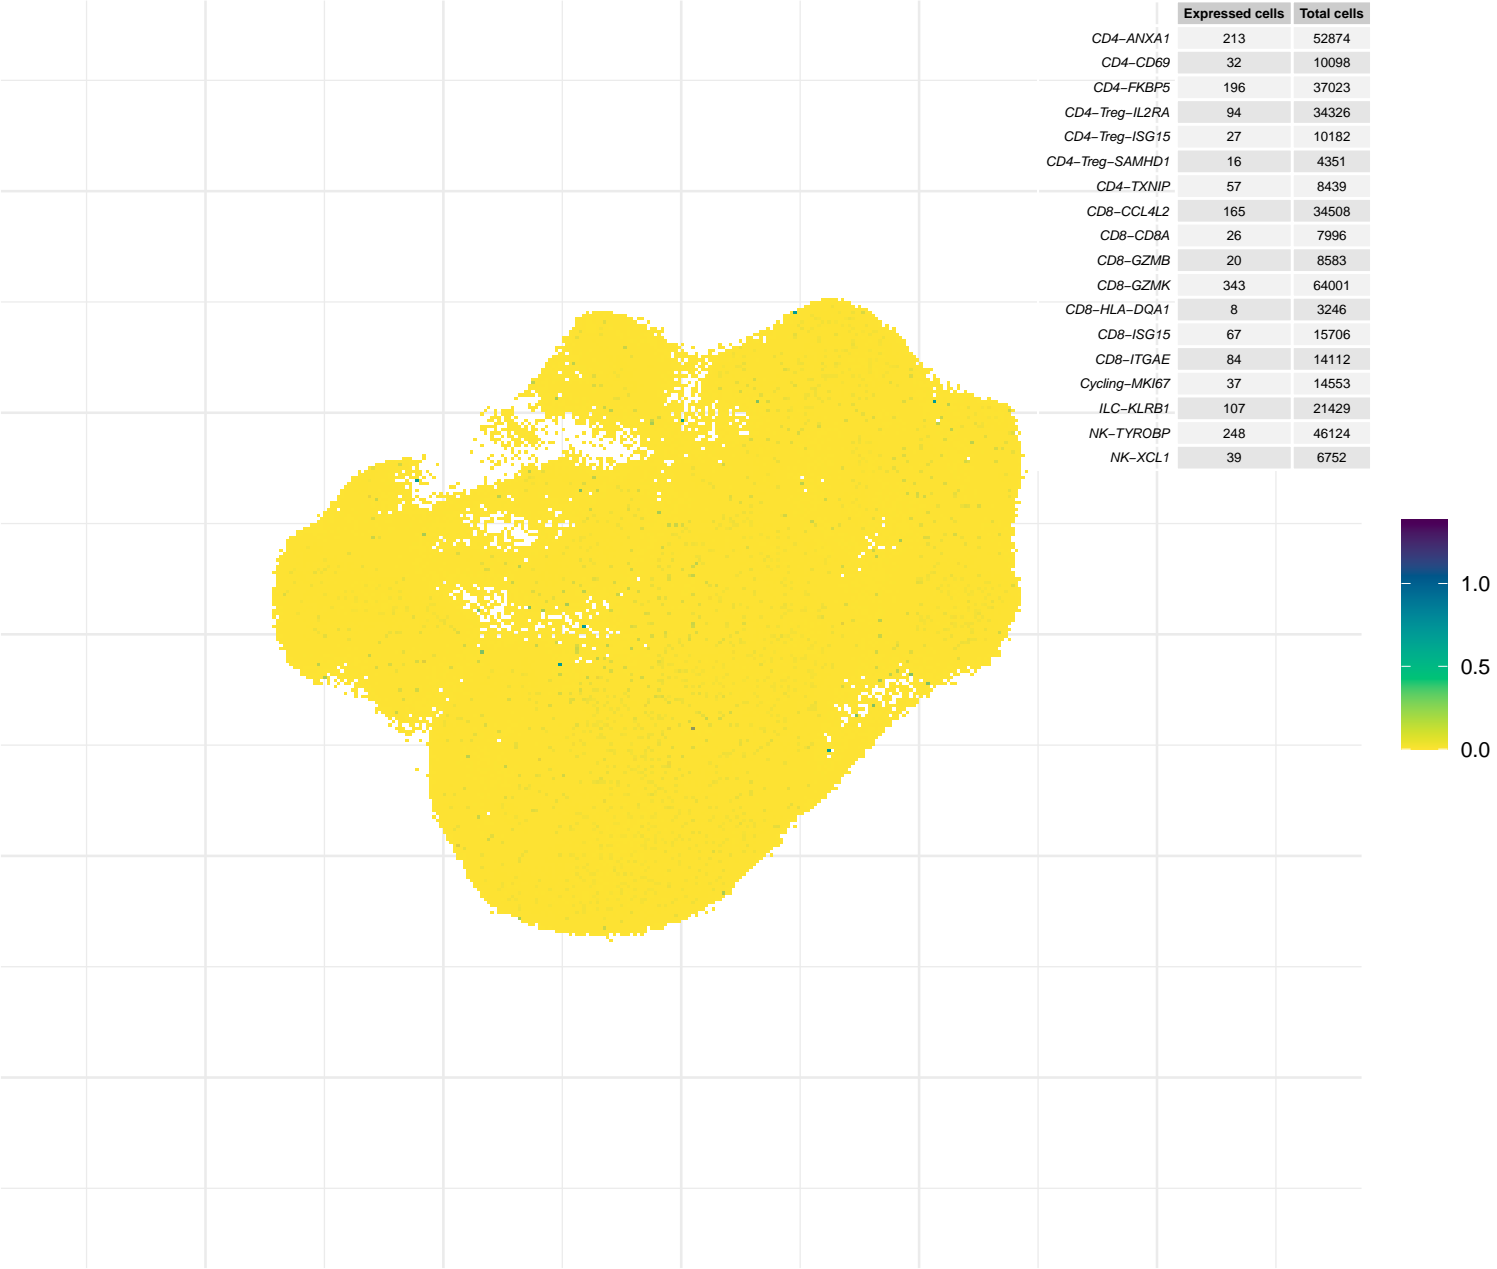 Expressed cells Total cells
CD4−ANXA1 213 52874
CD4−CD69 32 10098
CD4−FKBP5 196 37023
CD4−Treg−IL2RA 94 34326
CD4−Treg−ISG15 27 10182
CD4−Treg−SAMHD1 16 4351
CD4−TXNIP 57 8439
CD8−CCL4L2 165 34508
CD8−CD8A 26 7996
CD8−GZMB 20 8583
CD8−GZMK 343 64001
CD8−HLA−DQA1 8 3246
CD8−ISG15 67 15706
CD8−ITGAE 84 14112
Cycling−MKI67 37 14553
ILC−KLRB1 107 21429
NK−TYROBP 248 46124
NK−XCL1 39 6752
1.0
0.5
0.0